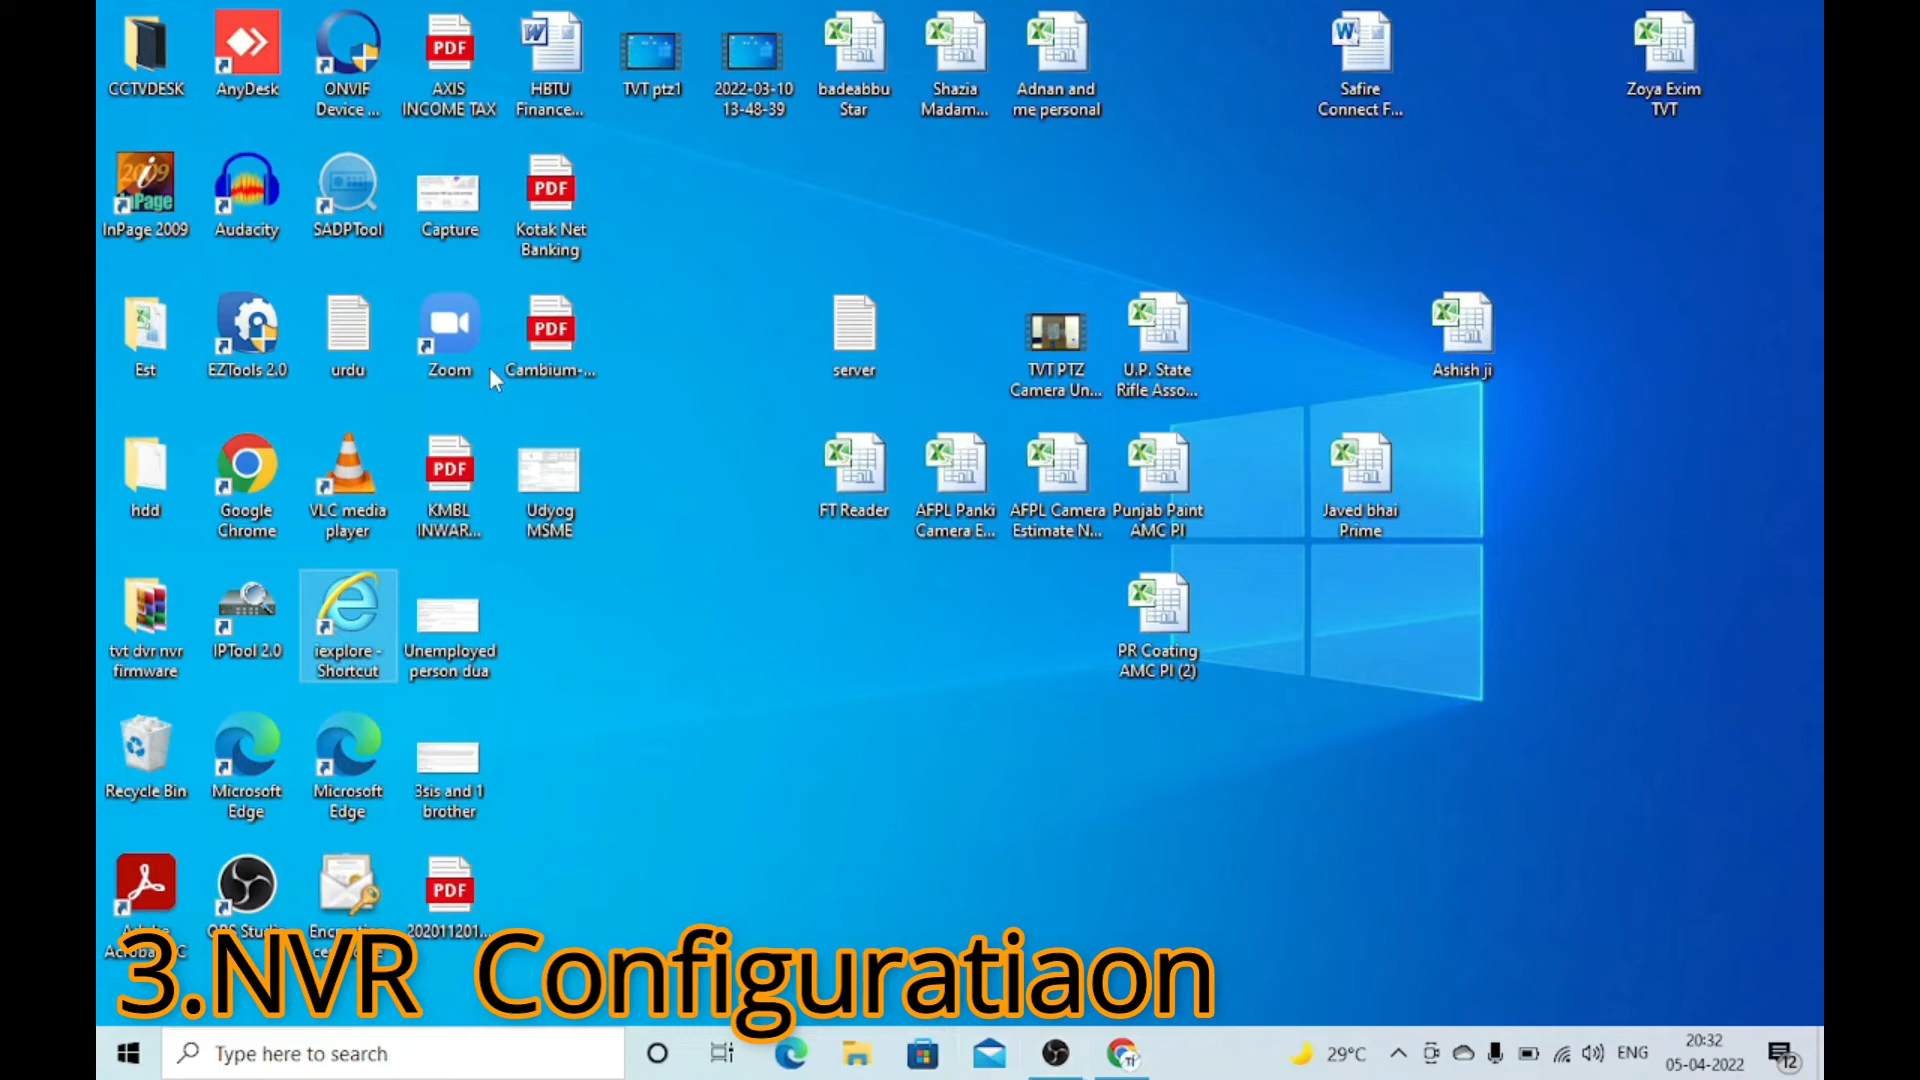 CCTVDESK
AnyDesk
ONVIF
Device ...
PDF
AXIS
INCOME TAX
HBTU
Finance...
TVT ptz1
2022-03-10
13-48-39
badeabbu
Star
Shazia
Madam...
Adnan and
me personal
Safire
Connect F...
Zoya Exim
TVT
2009
InPage 2009
Audacity
SADPTool
Capture
PDF
Kotak Net
Banking
Est
EZTools 2.0
urdu
Zoom
PDF
Cambium-...
server
TVT PTZ
Camera Un...
U.P. State
Rifle Asso...
Ashish ji
hdd
Google
Chrome
VLC media
player
PDF
KMBL
INWAR...
Udyog
MSME
FT Reader
AFPL Panki
Camera E...
AFPL Camera
Estimate N...
Punjab Paint
AMC PI
Javed bhai
Prime
tvt dvr nvr
firmware
IPTool 2.0
iexplore -
Shortcut
Unemployed
person dua
PR Coating
AMC PI (2)
Recycle Bin
Microsoft
Edge
Microsoft
Edge
3sis and 1
brother
PDF
202011201...
3.NVR Configuratiaon
Type here to search
29°C
ENG
20:32
05-04-2022
12